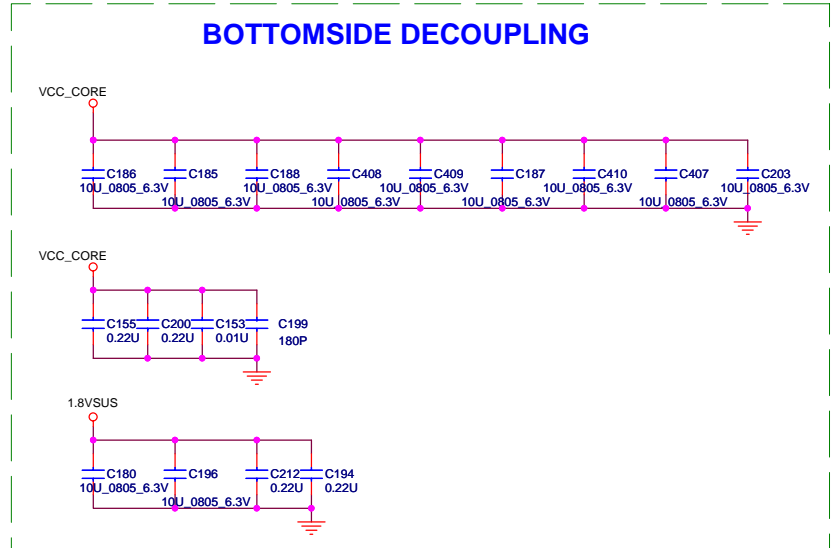 BOTTOMSIDE DECOUPLING
VCC_CORE
C186 C185 C188 C408 C409 C187 C410 C407 C203
10U_0805_6.3V 10U_0805_6.3V 10U_0805_6.3V 10U_0805_6.3V 10U_0805_6.3V
10U_0805_6.3V 10U_0805_6.3V 10U_0805_6.3V 10U_0805_6.3V
VCC_CORE
C155 C200 C153 C199
0.22U 0.22U 0.01U 180P
1.8VSUS
C180 C196 C212 C194
10U_0805_6.3V 0.22U 0.22U
10U_0805_6.3V